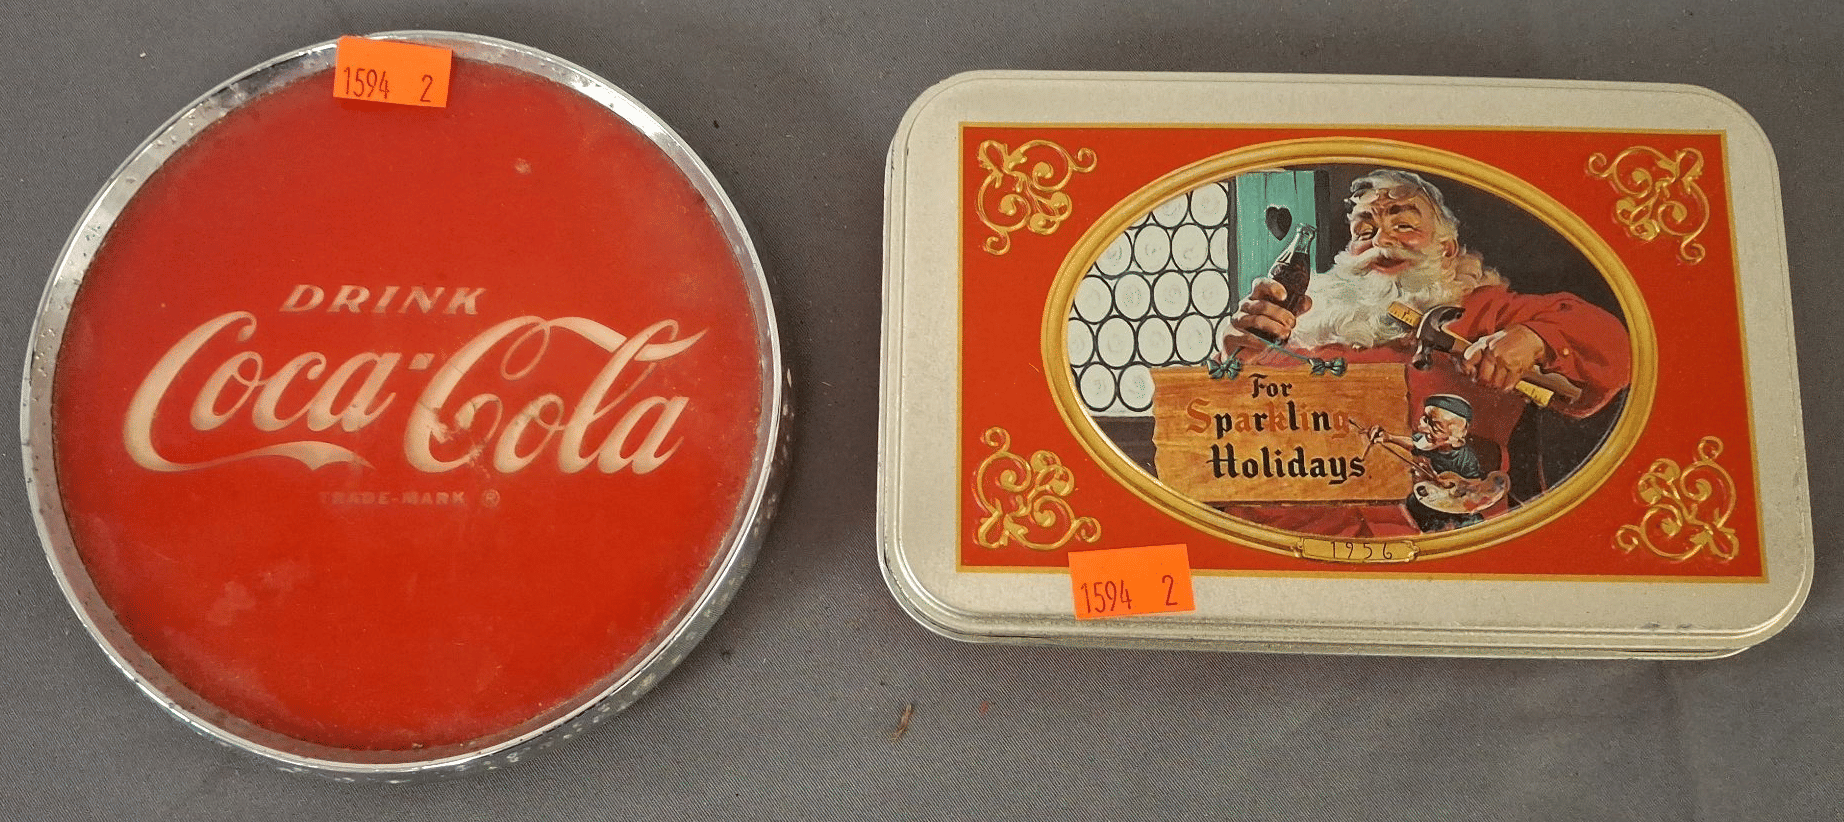 1594 2
DRINK
Coca-Cola
TRADE-MARK ®
For
Sparkling
Holidays
1956
1594 2